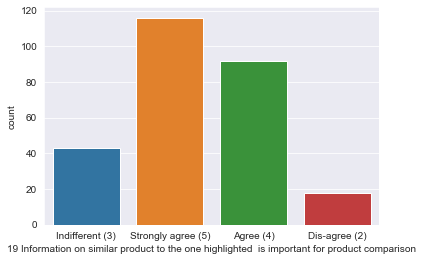 120
100
80
60
40
20
0
count
Indifferent (3) Strongly agree (5) Agree (4) Dis-agree (2)
19 Information on similar product to the one highlighted  is important for product comparison